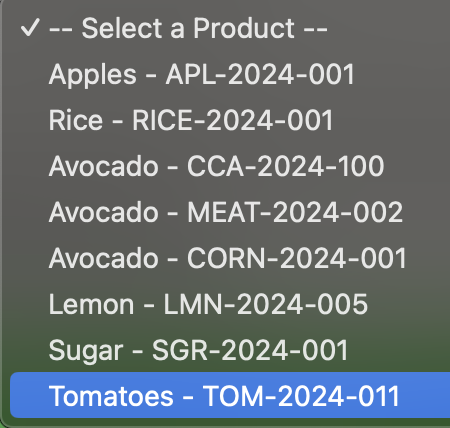 ✓ -- Select a Product --
Apples - APL-2024-001
Rice - RICE-2024-001
Avocado - CCA-2024-100
Avocado - MEAT-2024-002
Avocado - CORN-2024-001
Lemon - LMN-2024-005
Sugar - SGR-2024-001
Tomatoes - TOM-2024-011